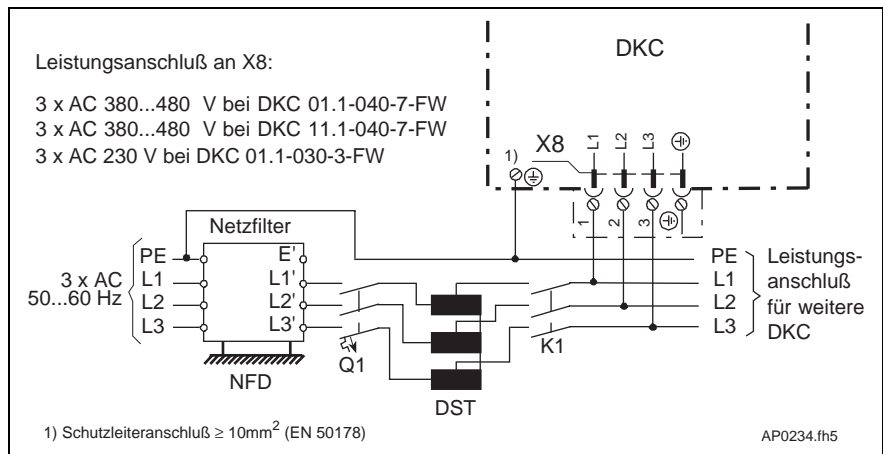 Leistungsanschluß an X8:
3 x AC 380...480 V bei DKC 01.1-040-7-FW
3 x AC 380...480 V bei DKC 11.1-040-7-FW
3 x AC 230 V bei DKC 01.1-030-3-FW
DKC
X8
L1
L2
L3
1)
1
2
3
Netzfilter
3 x AC
50...60 Hz
PE
L1
L2
L3
E'
L1'
L2'
L3'
NFD
Q1
DST
K1
PE
L1
L2
L3
Leistungs-
anschluß
für weitere
DKC
1) Schutzleiteranschluß ≥ 10mm² (EN 50178)
AP0234.fh5